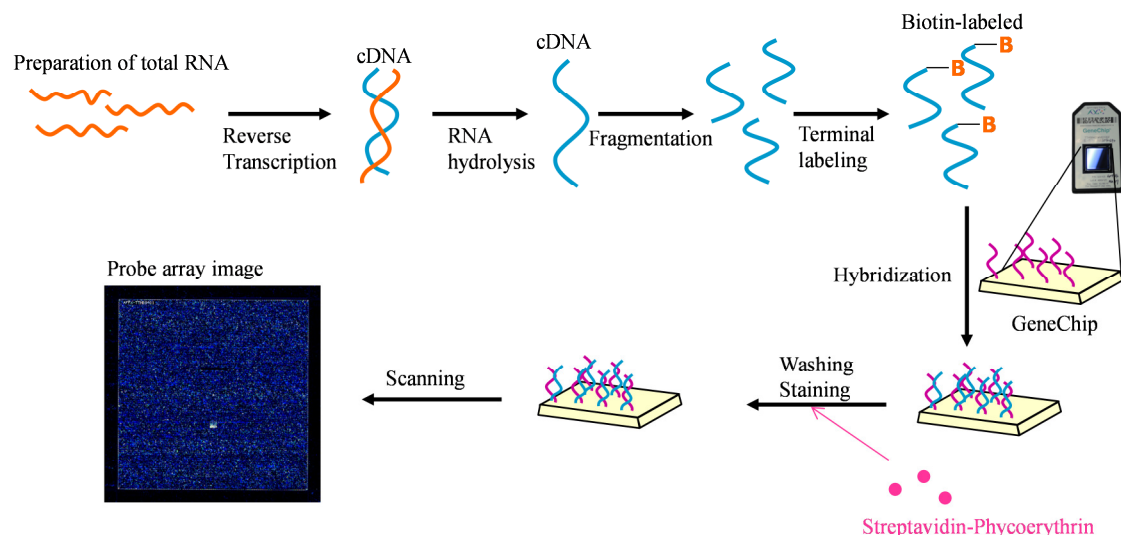 Preparation of total RNA
Reverse
Transcription
cDNA
RNA
hydrolysis
cDNA
Fragmentation
Terminal
labeling
Biotin-labeled
B
B
B
GeneChip
Hybridization
GeneChip
Washing
Staining
Streptavidin-Phycoerythrin
Scanning
Probe array image